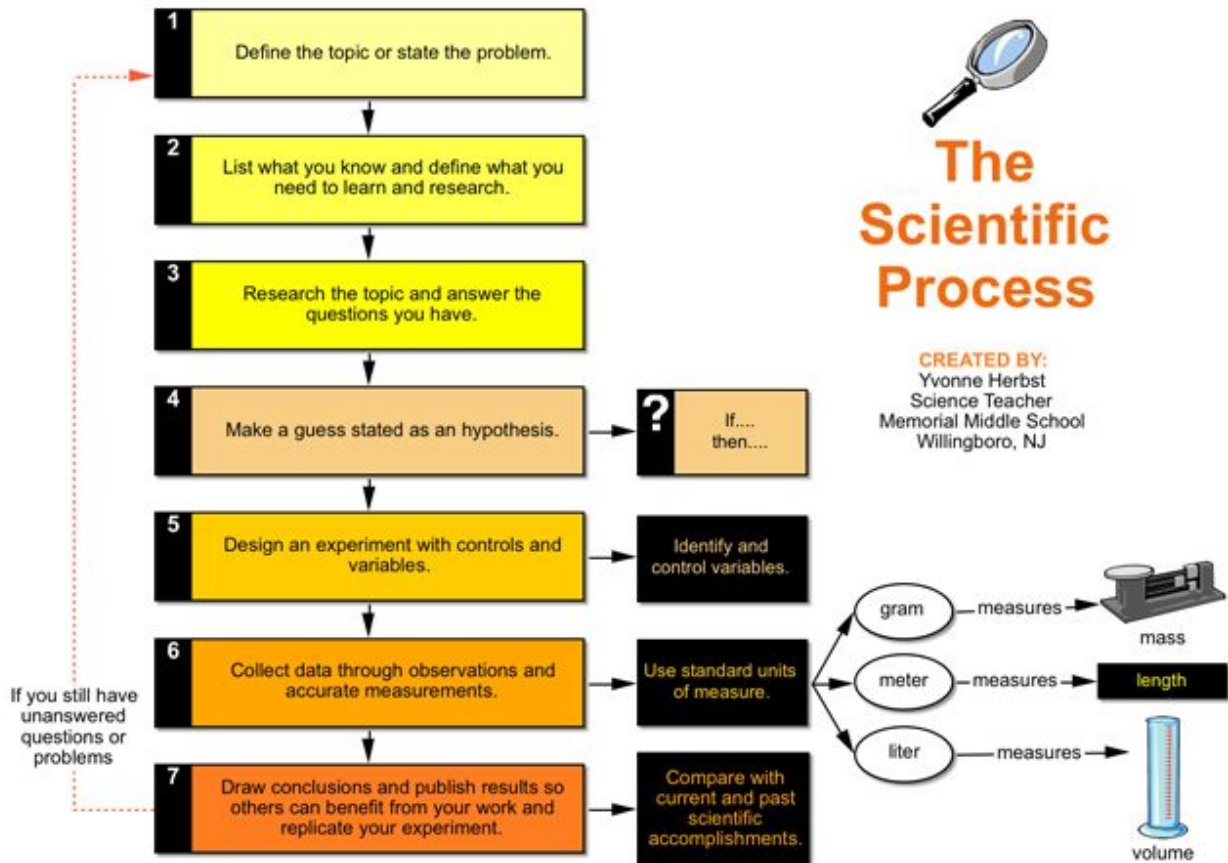 1
Define the topic or state the problem.
2
List what you know and define what you
need to learn and research.
3
Research the topic and answer the
questions you have.
4
Make a guess stated as an hypothesis.
?
If....
then....
5
Design an experiment with controls and
variables.
Identify and
control variables.
6
Collect data through observations and
accurate measurements.
Use standard units
of measure.
gram
measures
mass
meter
measures
length
liter
measures
volume
7
Draw conclusions and publish results so
others can benefit from your work and
replicate your experiment.
Compare with
current and past
scientific
accomplishments.
If you still have
unanswered
questions or
problems
The
Scientific
Process
CREATED BY:
Yvonne Herbst
Science Teacher
Memorial Middle School
Willingboro, NJ